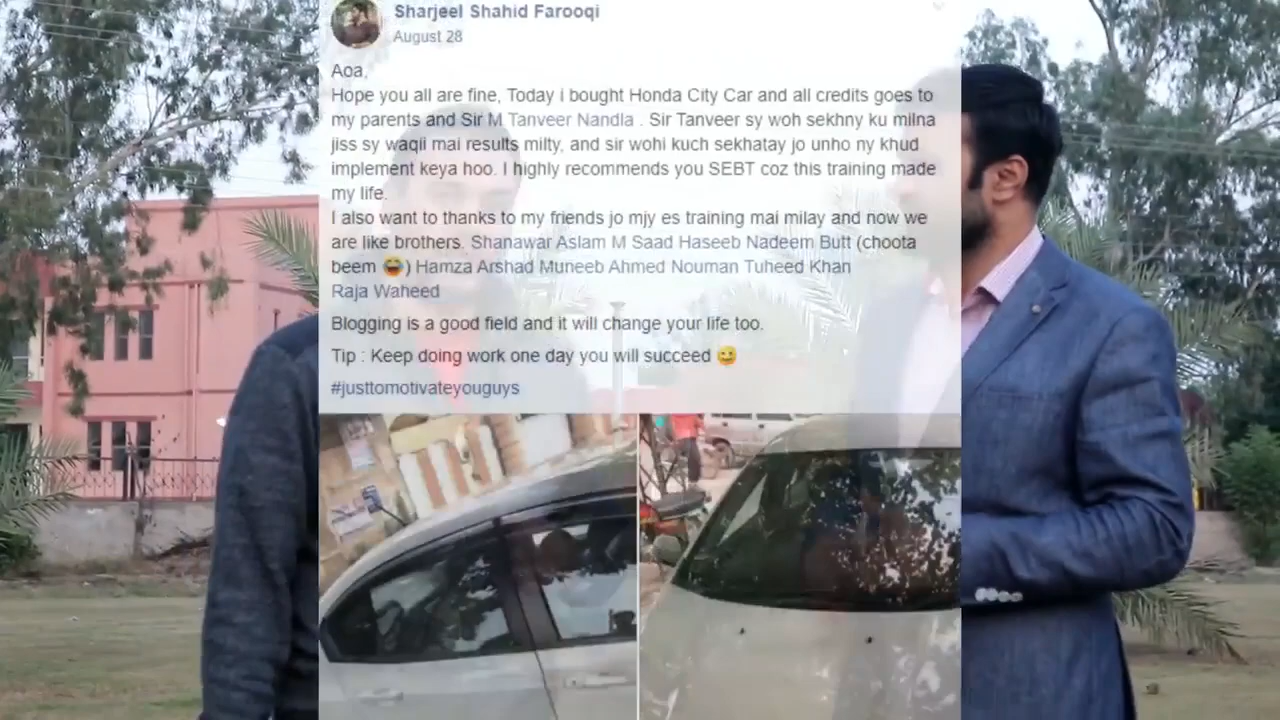 Sharjeel Shahid Farooqi
August 28
Aoa,
Hope you all are fine, Today i bought Honda City Car and all credits goes to
my parents and Sir M Tanveer Nandla . Sir Tanveer sy woh sekhny ku milna
jiss sy waqii mai results milty, and sir wohi kuch sekhatay jo unho ny khud
implement keya hoo. I highly recommends you SEBT coz this training made
my life.
I also want to thanks to my friends jo mjy es training mai milay and now we
are like brothers. Shanawar Aslam M Saad Haseeb Nadeem Butt (choota
beem 😂) Hamza Arshad Muneeb Ahmed Nouman Tuheed Khan
Raja Waheed
Blogging is a good field and it will change your life too.
Tip : Keep doing work one day you will succeed 😄
#justtomotivateyouguys